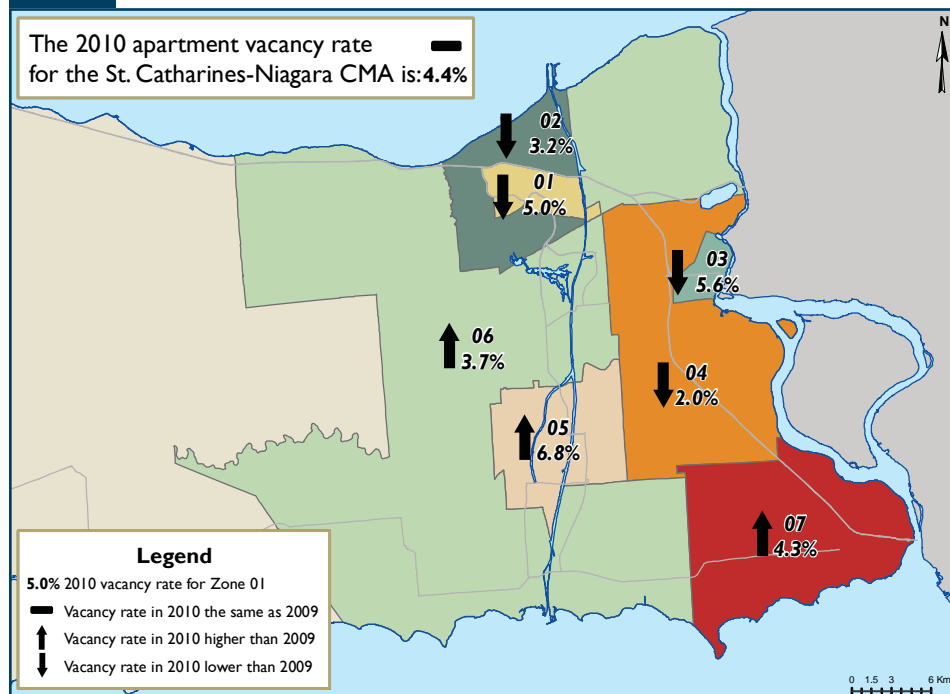 The 2010 apartment vacancy rate
for the St. Catharines-Niagara CMA is: 4.4%
N
02
3.2%
01
5.0%
03
5.6%
06
3.7%
04
2.0%
05
6.8%
07
4.3%
Legend
5.0% 2010 vacancy rate for Zone 01
Vacancy rate in 2010 the same as 2009
Vacancy rate in 2010 higher than 2009
Vacancy rate in 2010 lower than 2009
0 1.5 3 6 Km